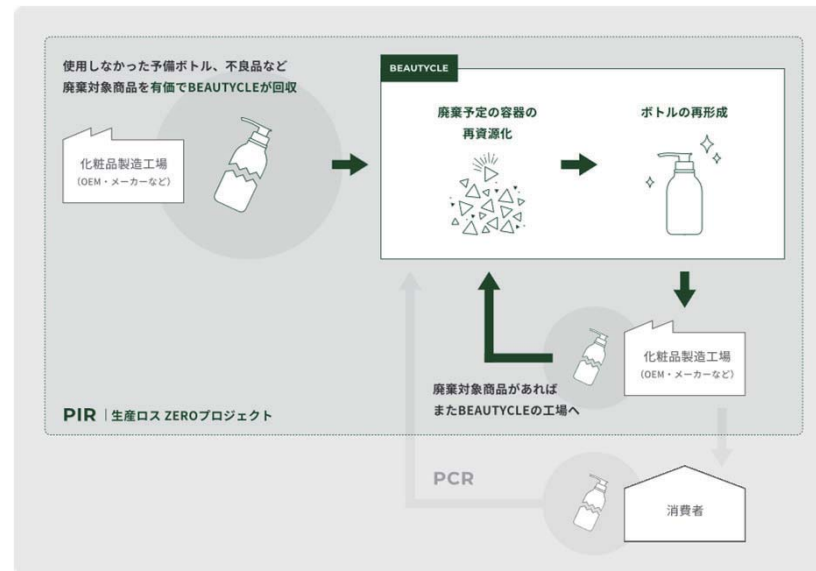 使用しなかった予備ボトル、不良品など
廃棄対象商品を有価でBEAUTYCLEが回収
化粧品製造工場
（OEM・メーカーなど）
BEAUTYCLE
廃棄予定の容器の
再資源化
ボトルの再形成
化粧品製造工場
（OEM・メーカーなど）
廃棄対象商品があれば
またBEAUTYCLEの工場へ
PIR｜生産ロス ZEROプロジェクト
PCR
消費者